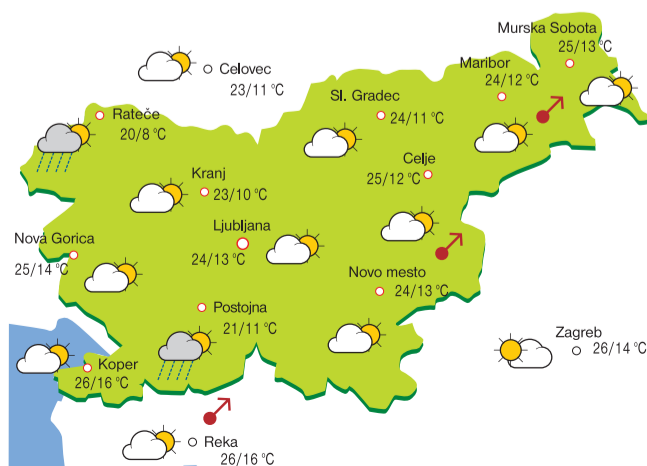 Murska Sobota
25/13 °C
Maribor
24/12 °C
Celovec
23/11 °C
Sl. Gradec
24/11 °C
Rateče
20/8 °C
Celje
25/12 °C
Kranj
23/10 °C
Ljubljana
24/13 °C
Nová Gorica
25/14 °C
Novo mesto
24/13 °C
Postojna
21/11 °C
Zagreb
26/14 °C
Koper
26/16 °C
Reka
26/16 °C